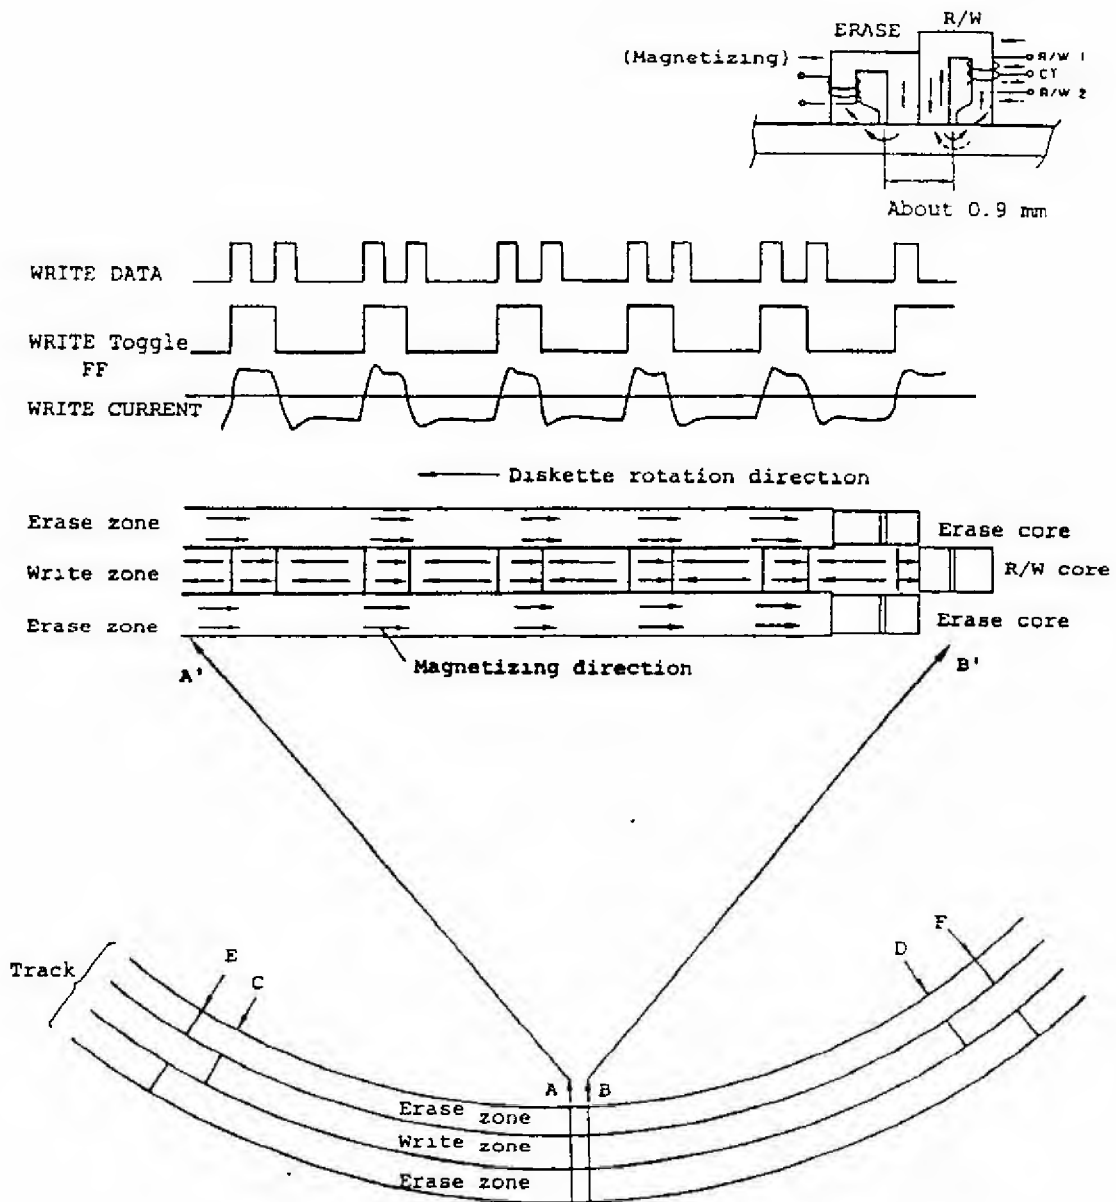 ERASE
R/W
(Magnetizing)
R/W 1
CT
R/W 2
About 0.9 mm
WRITE DATA
WRITE Toggle
FF
WRITE CURRENT
Diskette rotation direction
Erase zone
Erase core
Write zone
R/W core
Erase zone
Erase core
Magnetizing direction
A'
B'
Track
E
C
D
F
A
B
Erase zone
Write zone
Erase zone